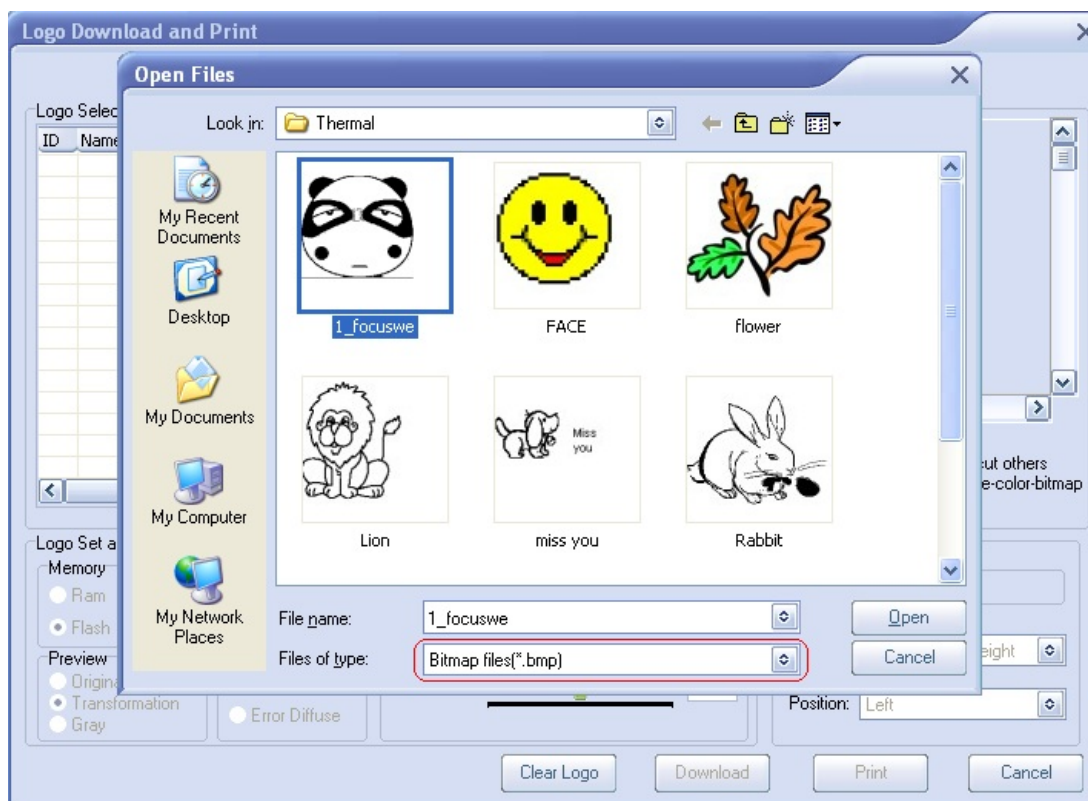 Logo Download and Print
Open Files
Logo Selec
Look in:
Thermal
ID Name
My Recent
Documents
Desktop
My Documents
My Computer
My Network
Places
1_focuswe
FACE
flower
Miss
you
Lion
miss you
Rabbit
cut others
e-color-bitmap
Logo Set a
Memory
Ram
Flash
File name:
1_focuswe
Open
Files of type:
Bitmap files(*.bmp)
Cancel
eight
Preview
Origina
Transformation
Gray
Error Diffuse
Position:
Left
Clear Logo
Download
Print
Cancel